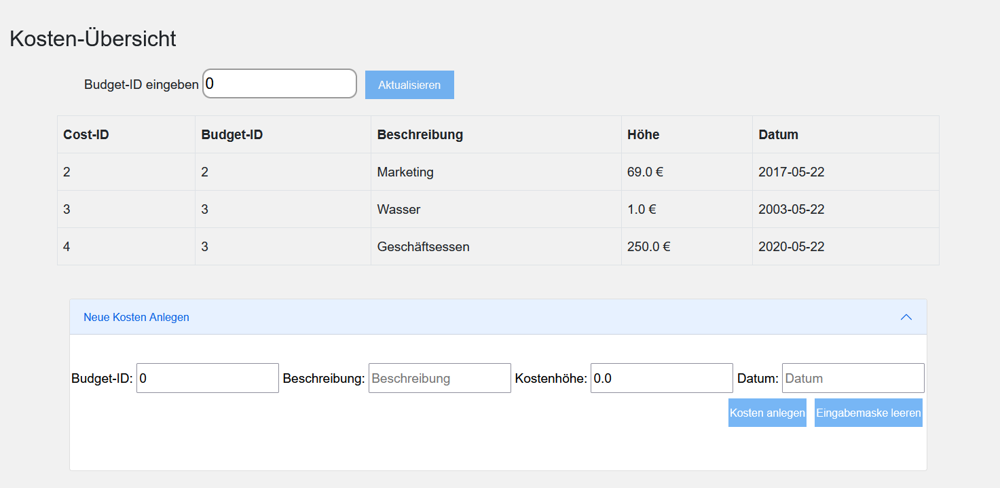 Kosten-Übersicht
Budget-ID eingeben 0 Aktualisieren
Cost-ID Budget-ID Beschreibung Höhe Datum
2 2 Marketing 69.0 € 2017-05-22
3 3 Wasser 1.0 € 2003-05-22
4 3 Geschäftsessen 250.0 € 2020-05-22
Neue Kosten Anlegen
Budget-ID: 0 Beschreibung: Beschreibung Kostenhöhe: 0.0 Datum: Datum
Kosten anlegen Eingabemaske leeren